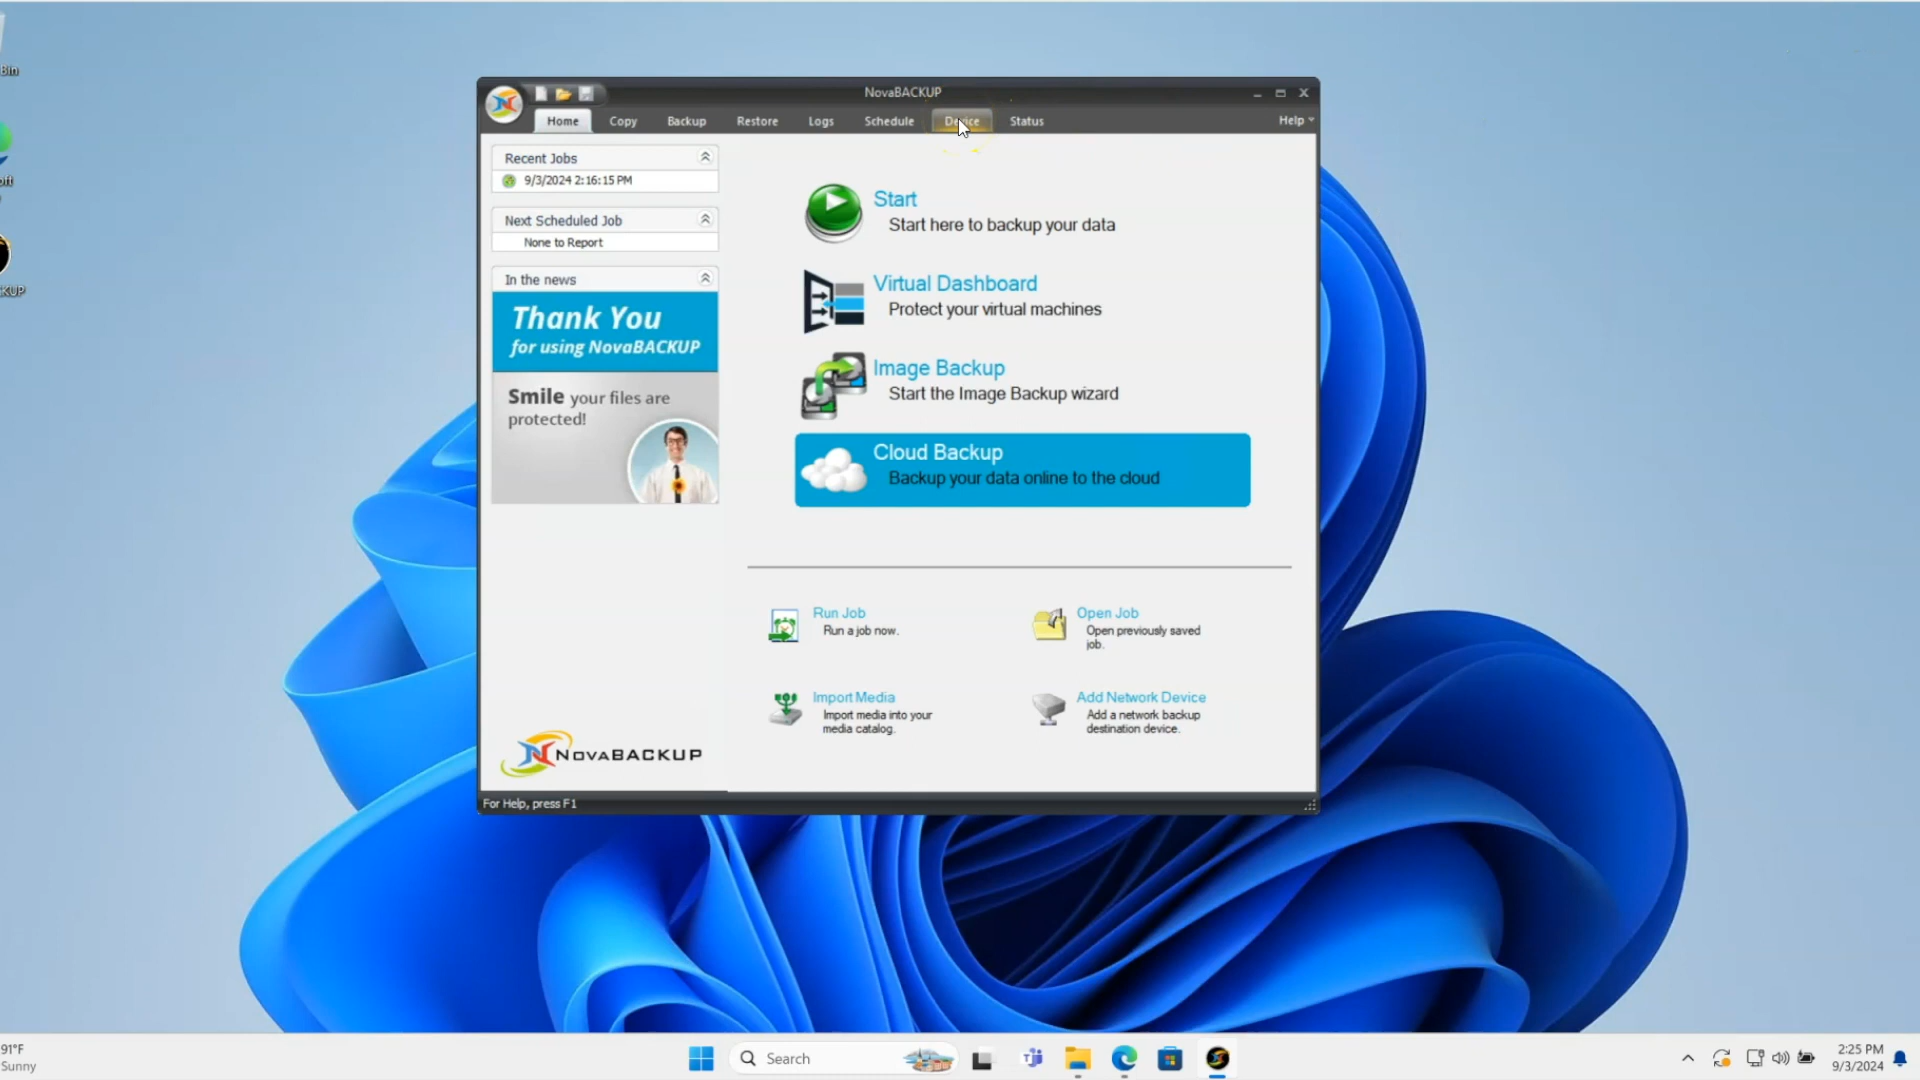 Bin
KUP
NovaBACKUP
Home Copy Backup Restore Logs Schedule Device Status Help
Recent Jobs
9/3/2024 2:16:15 PM
Next Scheduled Job
None to Report
In the news
Thank You
for using NovaBACKUP
Smile your files are
protected!
NovaBACKUP
Start
Start here to backup your data
Virtual Dashboard
Protect your virtual machines
Image Backup
Start the Image Backup wizard
Cloud Backup
Backup your data online to the cloud
Run Job
Run a job now.
Open Job
Open previously saved
job.
Import Media
Import media into your
media catalog.
Add Network Device
Add a network backup
destination device.
For Help, press F1
91°F
Sunny
Search
2:25 PM
9/3/2024